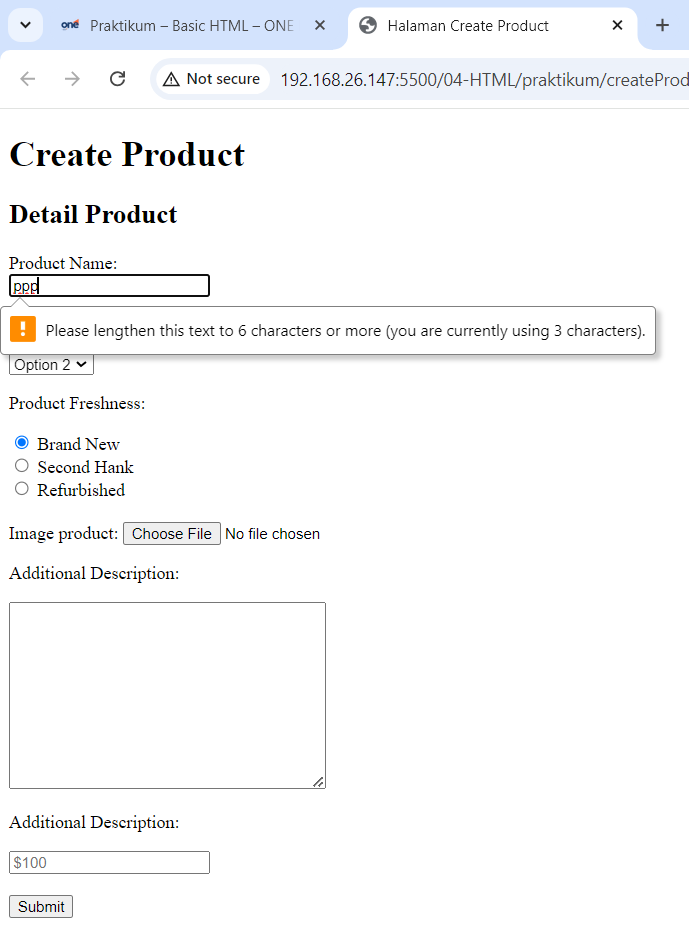 one Praktikum – Basic HTML – ONE
Halaman Create Product
Not secure
192.168.26.147:5500/04-HTML/praktikum/createProd
Create Product
Detail Product
Product Name:
ppp
Please lengthen this text to 6 characters or more (you are currently using 3 characters).
Option 2
Product Freshness:
Brand New
Second Hank
Refurbished
Image product: Choose File No file chosen
Additional Description:
Additional Description:
$100
Submit